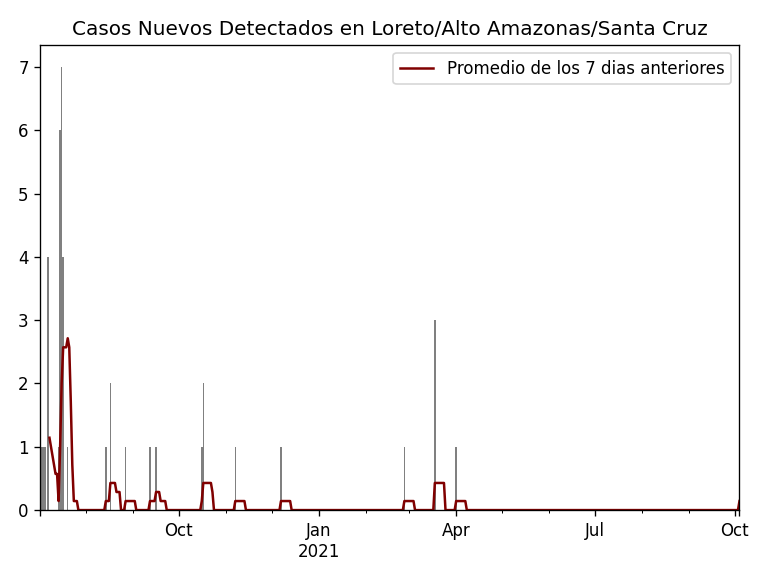 Casos Nuevos Detectados en Loreto/Alto Amazonas/Santa Cruz
Promedio de los 7 dias anteriores
7
6
5
4
3
2
1
0
Oct
Jan
2021
Apr
Jul
Oct